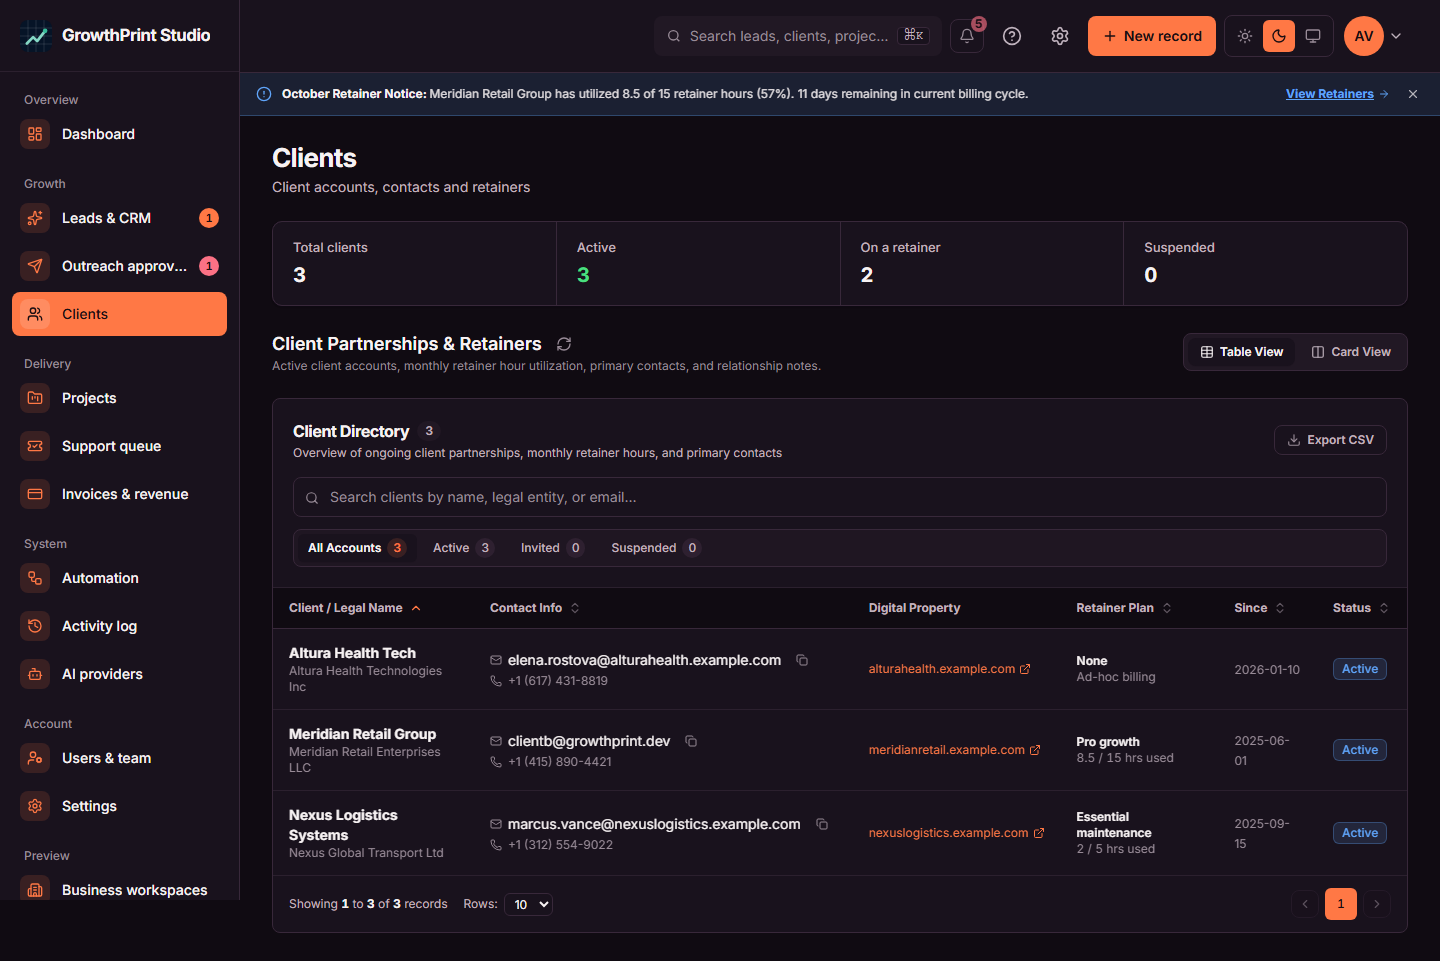 GrowthPrint Studio
Search leads, clients, projec...
⌘K
5
New record
AV
October Retainer Notice: Meridian Retail Group has utilized 8.5 of 15 retainer hours (57%). 11 days remaining in current billing cycle.
View Retainers →
Overview
Dashboard
Growth
Leads & CRM 1
Outreach approv... 1
Clients
Delivery
Projects
Support queue
Invoices & revenue
System
Automation
Activity log
AI providers
Account
Users & team
Settings
Preview
Business workspaces
Clients
Client accounts, contacts and retainers
Total clients
3
Active
3
On a retainer
2
Suspended
0
Client Partnerships & Retainers
Active client accounts, monthly retainer hour utilization, primary contacts, and relationship notes.
Table View
Card View
Client Directory 3
Overview of ongoing client partnerships, monthly retainer hours, and primary contacts
Export CSV
Search clients by name, legal entity, or email...
All Accounts 3
Active 3
Invited 0
Suspended 0
Client / Legal Name
Contact Info
Digital Property
Retainer Plan
Since
Status
Altura Health Tech
Altura Health Technologies
Inc
elena.rostova@alturahealth.example.com
+1 (617) 431-8819
alturahealth.example.com
None
Ad-hoc billing
2026-01-10
Active
Meridian Retail Group
Meridian Retail Enterprises
LLC
clientb@growthprint.dev
+1 (415) 890-4421
meridianretail.example.com
Pro growth
8.5 / 15 hrs used
2025-06-
01
Active
Nexus Logistics
Systems
Nexus Global Transport Ltd
marcus.vance@nexuslogistics.example.com
+1 (312) 554-9022
nexuslogistics.example.com
Essential
maintenance
2 / 5 hrs used
2025-09-
15
Active
Showing 1 to 3 of 3 records
Rows: 10
1